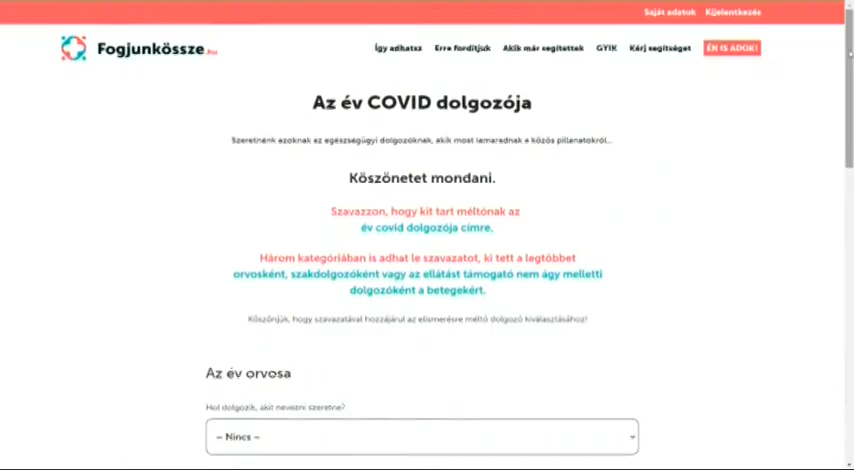 Saját adatok Kijelentkezés
Fogjunkössze.hu
Így adhatsz Erre fordítjuk Akik már segítettek GYIK Kérj segítséget ÉN IS ADOK!
Az év COVID dolgozója
Szeretnénk azoknak az egészségügyi dolgozóknak, akik most lemaradnak a közös pillanatokról...
Köszönetet mondani.
Szavazzon, hogy kit tart méltónak az
év covid dolgozója címre.
Három kategóriában is adhat le szavazatot, ki tett a legtöbbet
orvosként, szakdolgozóként vagy az ellátást támogató nem ágy melletti
dolgozóként a betegekért.
Köszönjük, hogy szavazatával hozzájárul az elismerésre méltó dolgozó kiválasztásához!
Az év orvosa
Hol dolgozik, akit nevezni szeretne?
– Nincs –